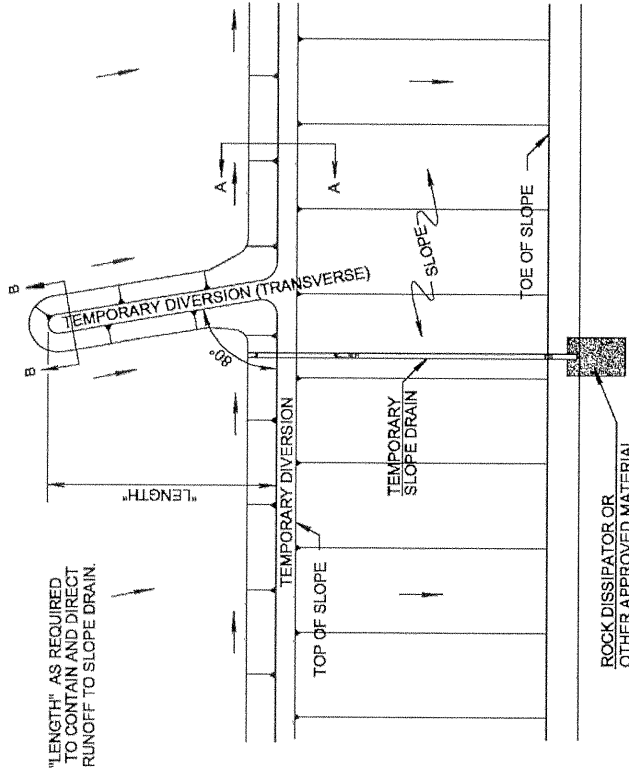 "LENGTH" AS REQUIRED
TO CONTAIN AND DIRECT
RUNOFF TO SLOPE DRAIN.
B
B
TEMPORARY DIVERSION (TRANSVERSE)
"LENGTH"
80°
A
A
TEMPORARY DIVERSION
TOP OF SLOPE
SLOPE
TEMPORARY
SLOPE DRAIN
TOE OF SLOPE
ROCK DISSIPATOR OR
OTHER APPROVED MATERIAL